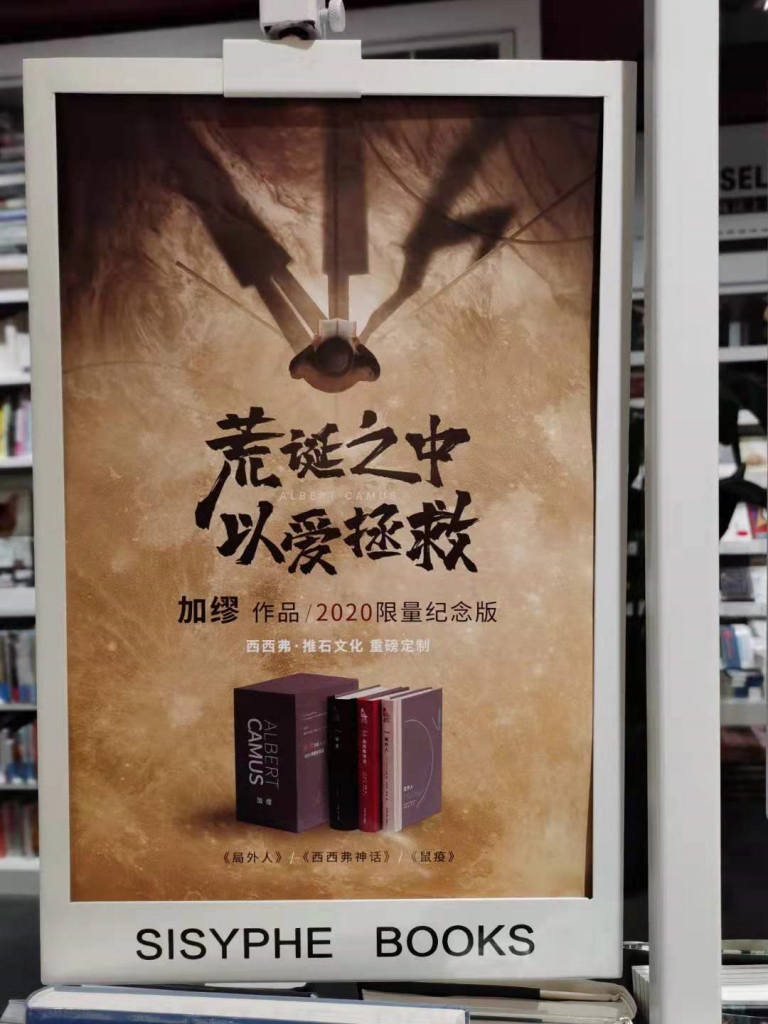 荒诞之中
ALBERT CAMUS
以爱拯救
加缪 作品/2020限量纪念版
西西弗·推石文化 重磅定制
ALBERT
CAMUS
加缪
《局外人》/《西西弗神话》/《鼠疫》
SISYPHE BOOKS
SEL